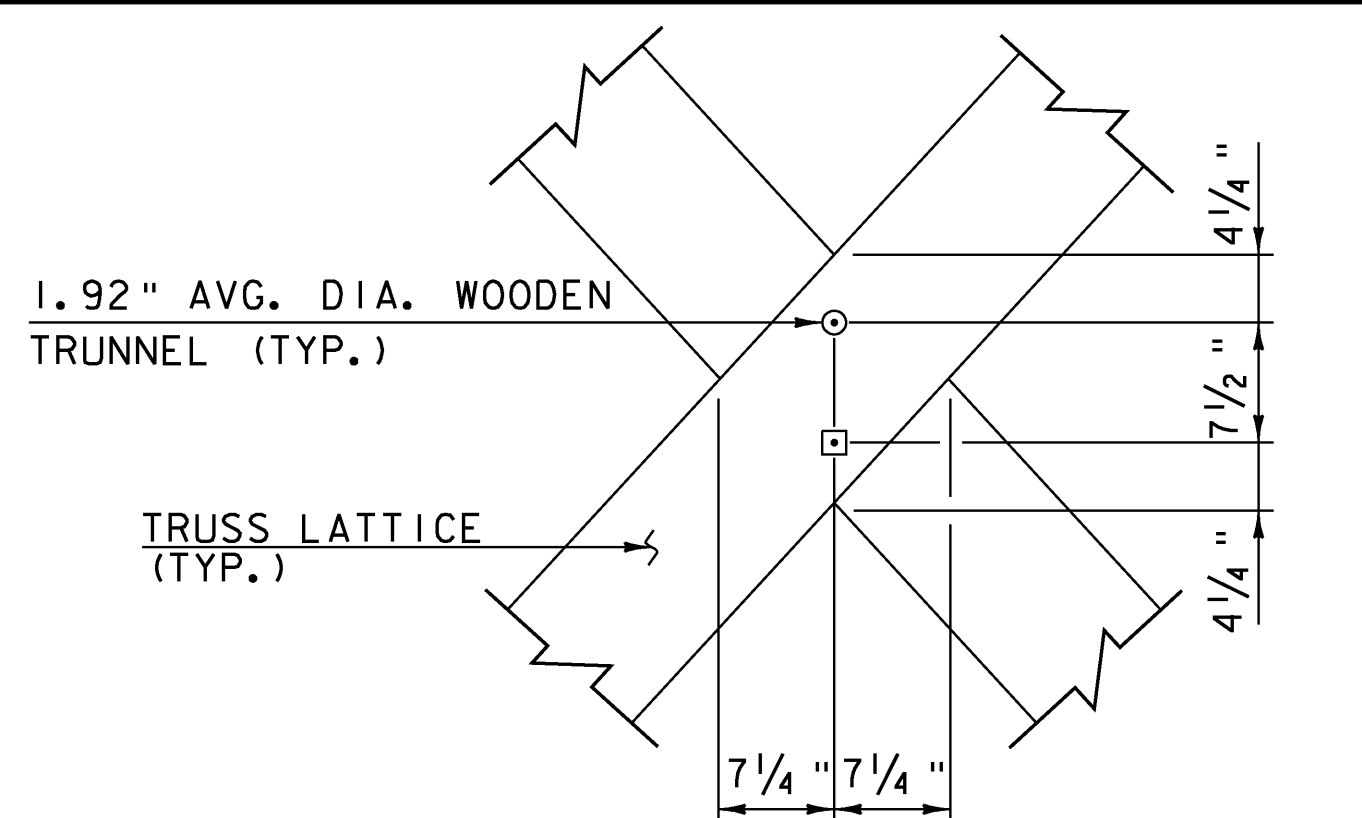 1.92" AVG. DIA. WOODEN
TRUNNEL (TYP.)
TRUSS LATTICE
(TYP.)
4 1/4 "
7 1/2 "
4 1/4 "
7 1/4 " 7 1/4 "